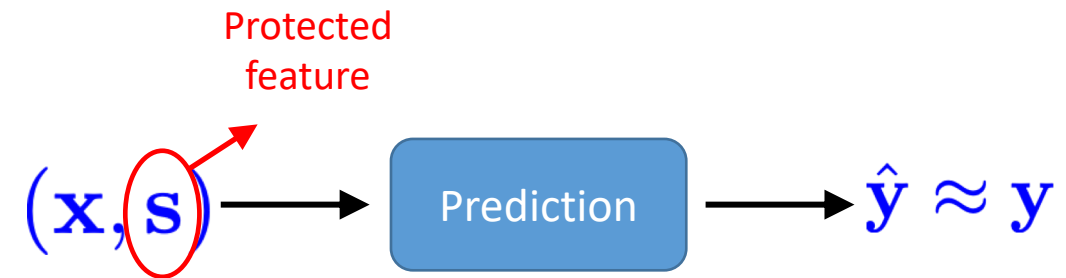 Protected
feature
(x, s)
Prediction
ŷ ≈ y